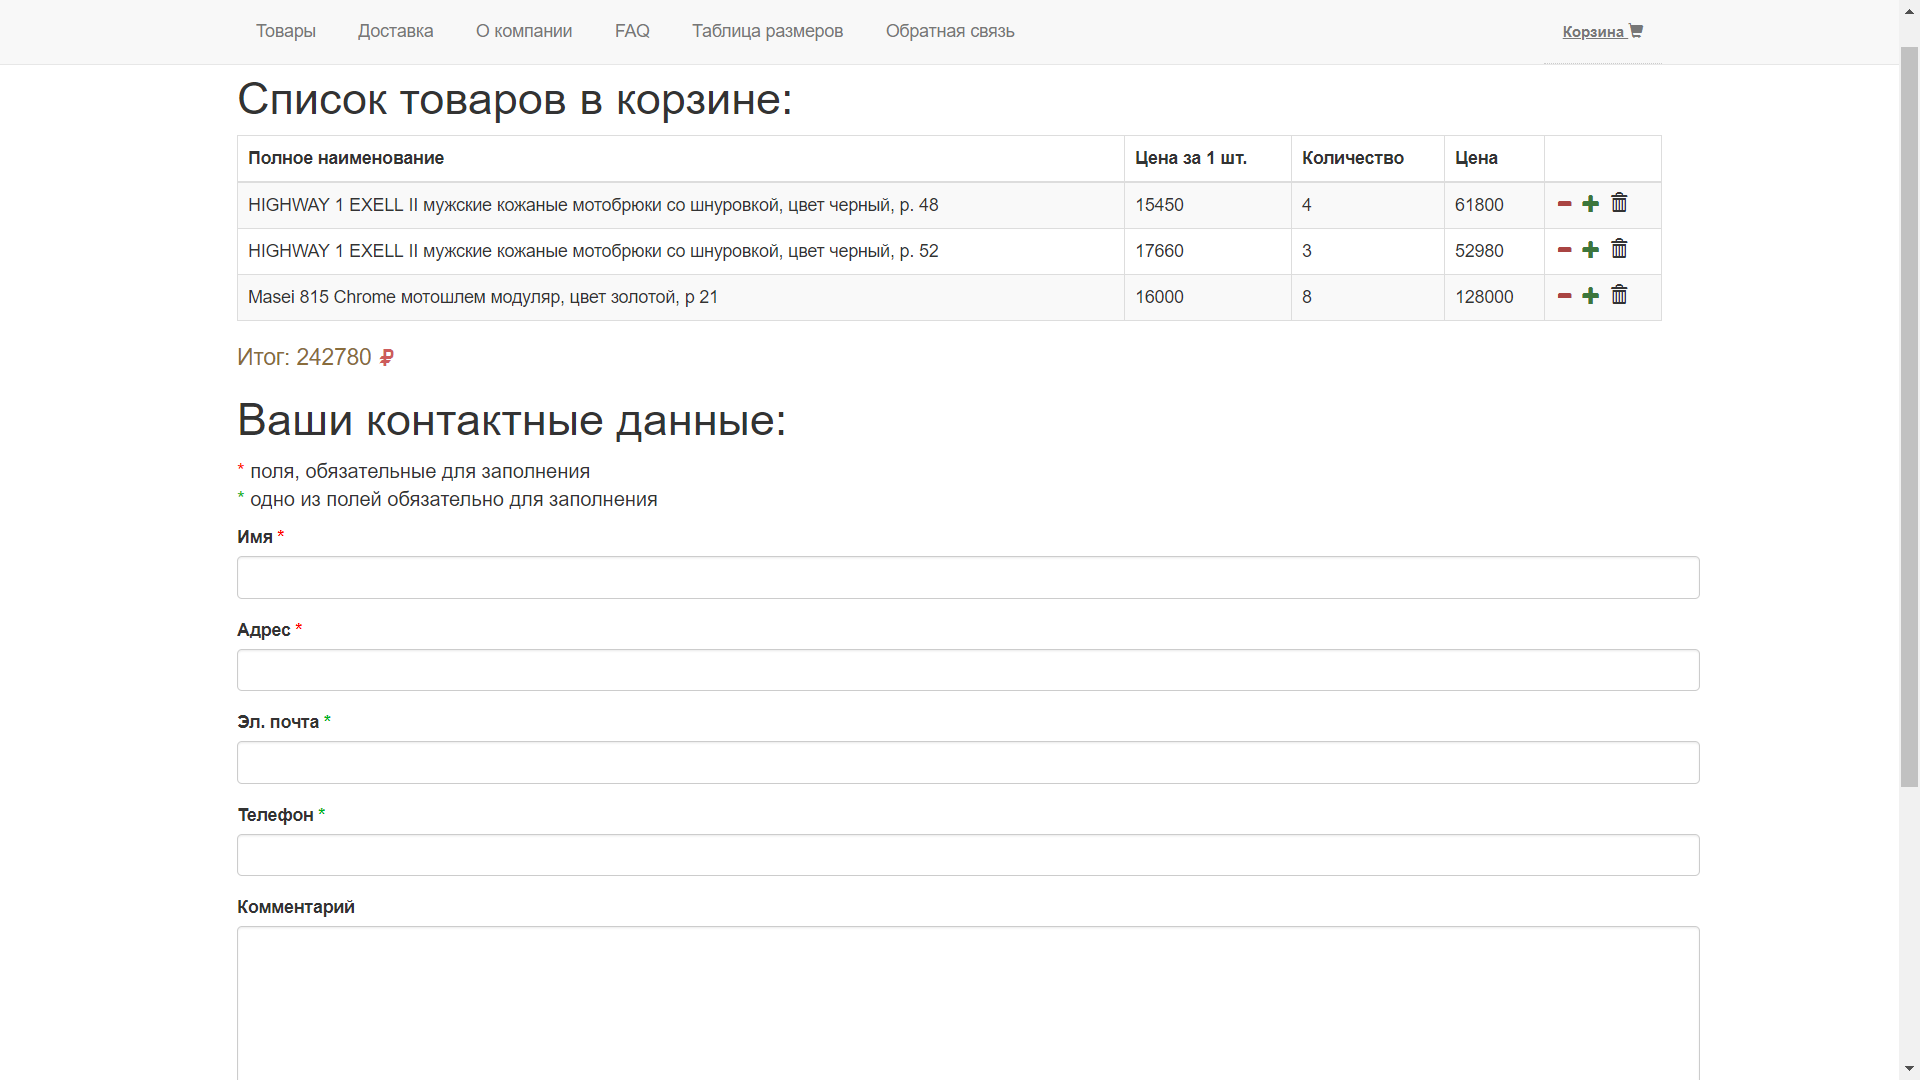 Товары Доставка О компании FAQ Таблица размеров Обратная связь Корзина
Список товаров в корзине:
Полное наименование Цена за 1 шт. Количество Цена
HIGHWAY 1 EXELL II мужские кожаные мотобрюки со шнуровкой, цвет черный, р. 48 15450 4 61800
HIGHWAY 1 EXELL II мужские кожаные мотобрюки со шнуровкой, цвет черный, р. 52 17660 3 52980
Masei 815 Chrome мотошлем модуляр, цвет золотой, р 21 16000 8 128000
Итог: 242780 ₽
Ваши контактные данные:
* поля, обязательные для заполнения
* одно из полей обязательно для заполнения
Имя *
Адрес *
Эл. почта *
Телефон *
Комментарий